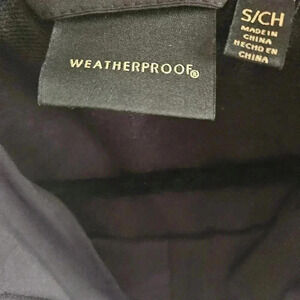 WEATHERPROOF®
S/CH
MADE IN
CHINA
HECHO EN
CHINA